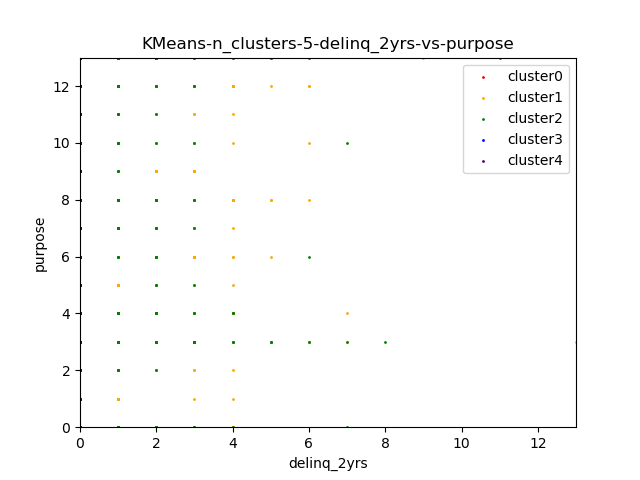 KMeans-n_clusters-5-delinq_2yrs-vs-purpose
cluster0
cluster1
cluster2
cluster3
cluster4
12
10
8
6
4
2
0
purpose
0 2 4 6 8 10 12
delinq_2yrs